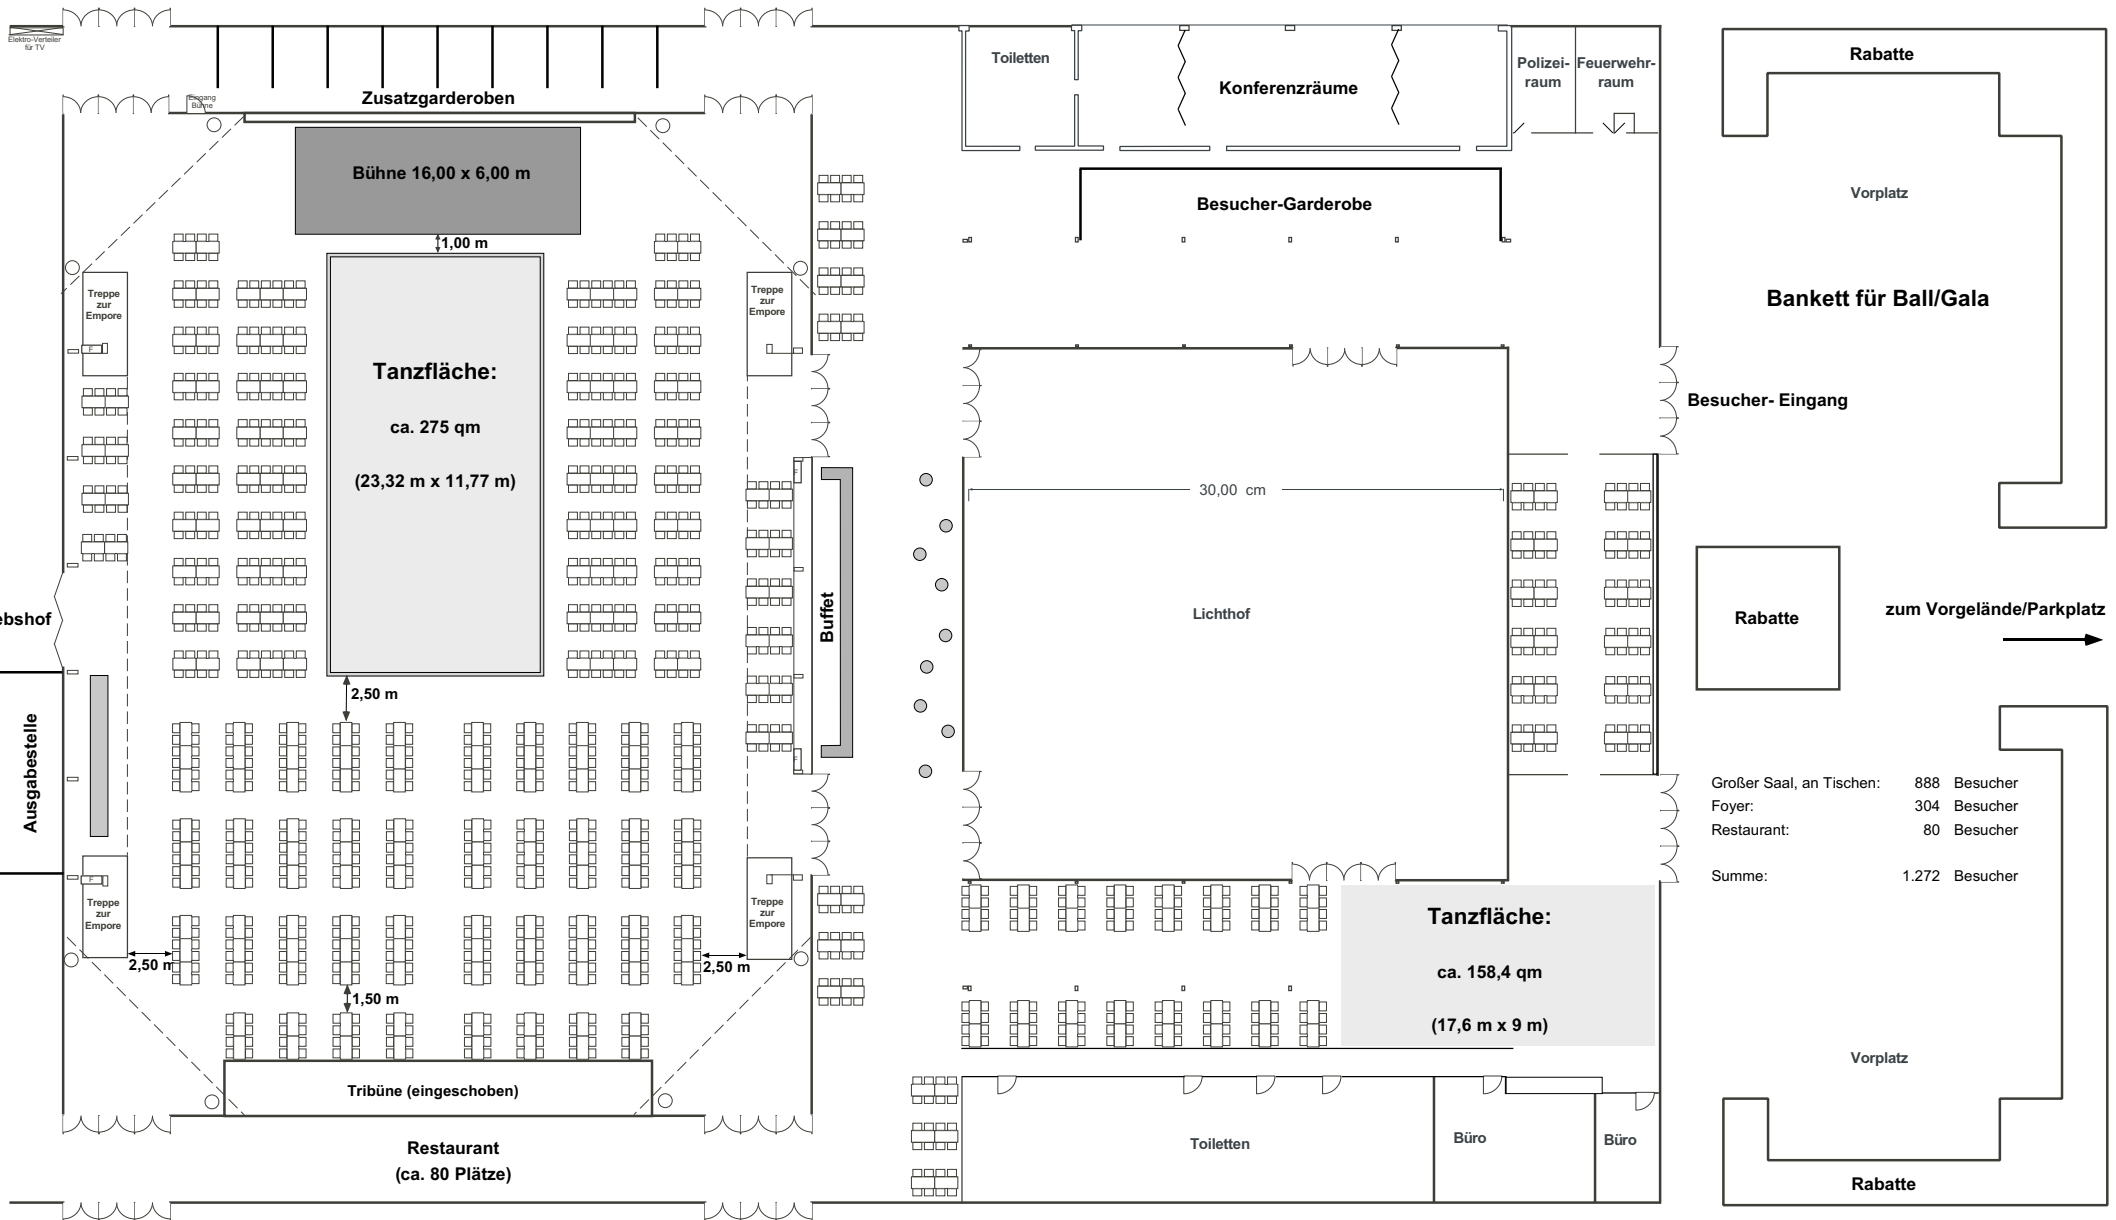 Elektro-Verteiler
für TV
Eingang
Bühne
Zusatzgarderoben
Bühne 16,00 x 6,00 m
1,00 m
Treppe
zur
Empore
F
Treppe
zur
Empore
Tanzfläche:
ca. 275 qm
(23,32 m x 11,77 m)
2,50 m
ebshof
Ausgabestelle
F
Buffet
F
F
Treppe
zur
Empore
Treppe
zur
Empore
2,50 m
2,50 m
1,50 m
Tribüne (eingeschoben)
Restaurant
(ca. 80 Plätze)
Toiletten
Konferenzräume
Polizei-
raum
Feuerwehr-
raum
Besucher-Garderobe
30,00 cm
Lichthof
Tanzfläche:
ca. 158,4 qm
(17,6 m x 9 m)
Toiletten
Büro
Büro
Rabatte
Vorplatz
Bankett für Ball/Gala
Besucher- Eingang
Rabatte
zum Vorgelände/Parkplatz
Großer Saal, an Tischen: 888 Besucher
Foyer: 304 Besucher
Restaurant: 80 Besucher
Summe: 1.272 Besucher
Vorplatz
Rabatte